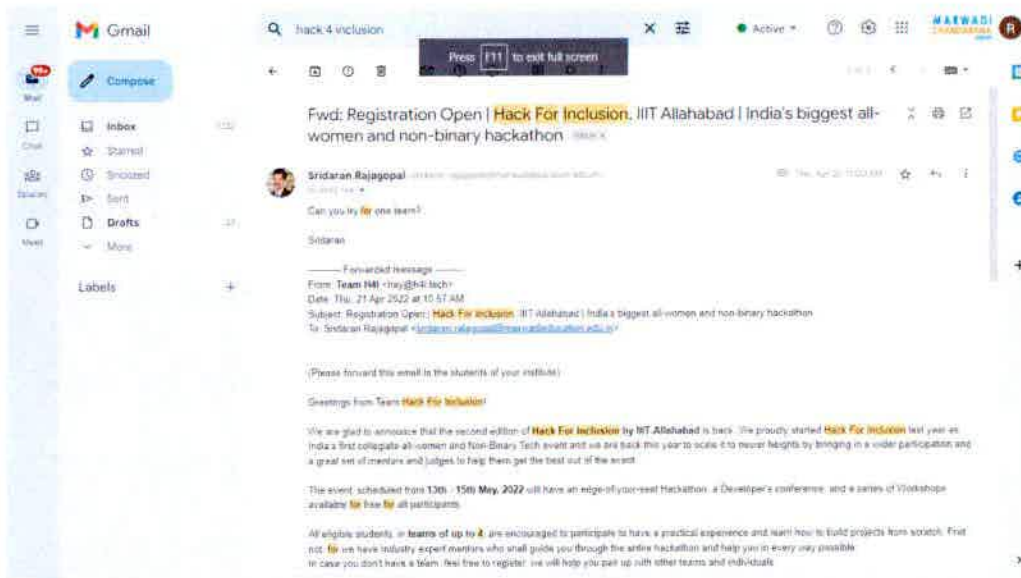 Gmail
hack 4 inclusion
Active
MARWADI
CHANDARANA
R
Press F11 to exit full screen
99+
Mail
Chat
Spaces
Meet
Compose
Inbox
Starred
Snoozed
Sent
Drafts
More
Labels
Fwd: Registration Open | Hack For Inclusion, IIIT Allahabad | India's biggest all-
women and non-binary hackathon
Sridaran Rajagopal
Can you try for one team?
Sridaran
---------- Forwarded message ---------
From: Team H4I <hey@h4i.tech>
Date: Thu, 21 Apr 2022 at 10:57 AM
Subject: Registration Open | Hack For Inclusion, IIIT Allahabad | India's biggest all-women and non-binary hackathon
To: Sridaran Rajagopal <sridaran.rajagopal@marwadieducation.edu.in>
(Please forward this email to the students of your institute)
Greetings from Team Hack For Inclusion!
We are glad to announce that the second edition of Hack For Inclusion by IIIT Allahabad is back. We proudly started Hack For Inclusion last year as
India's first collegiate all-women and Non-Binary Tech event and we are back this year to scale it to newer heights by bringing in a wider participation and
a great set of mentors and judges to help them get the best out of the event.
The event, scheduled from 13th - 15th May, 2022 will have an edge-of-your-seat Hackathon, a Developer's conference, and a series of Workshops
available for free for all participants.
All eligible students, in teams of up to 4, are encouraged to participate to have a practical experience and learn how to build projects from scratch. Fret
not, for we have industry expert mentors who shall guide you through the entire hackathon and help you in every way possible.
In case you don't have a team, feel free to register, we will help you pair up with other teams and individuals.